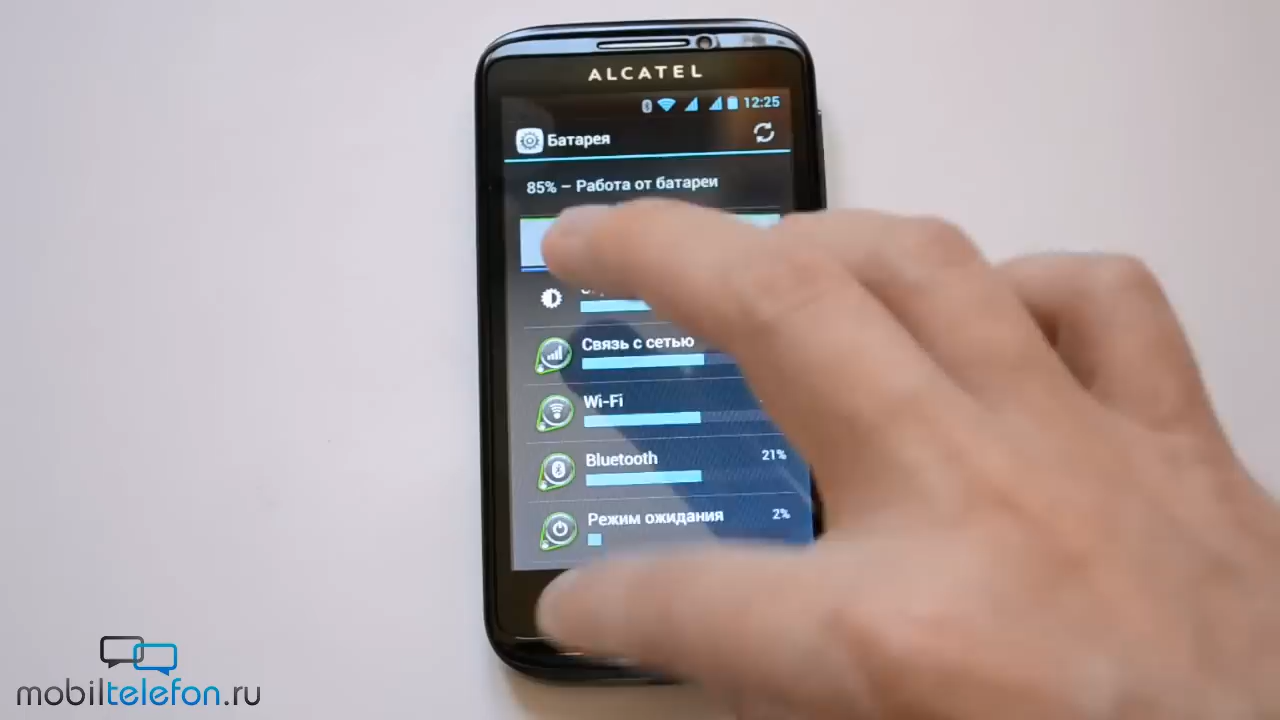 ALCATEL
12:25
Батарея
85% – Работа от батареи
Связь с сетью
Wi-Fi
Bluetooth 21%
Режим ожидания 2%
mobiltelefon.ru